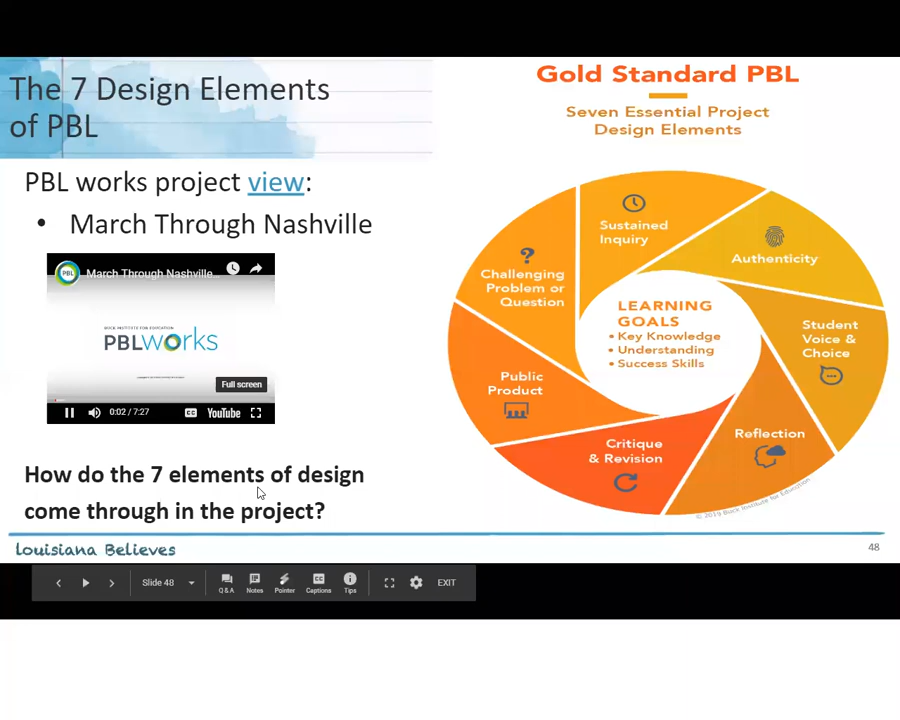 The 7 Design Elements
of PBL
PBL works project view:
• March Through Nashville
PBL
March Through Nashville...
BUCK INSTITUTE FOR EDUCATION
PBLWorks
Full screen
0:02 / 7:27
CC
YouTube
How do the 7 elements of design
come through in the project?
Gold Standard PBL
Seven Essential Project
Design Elements
Sustained
Inquiry
Authenticity
Student
Voice &
Choice
Reflection
Critique
& Revision
Public
Product
?
Challenging
Problem or
Question
LEARNING
GOALS
• Key Knowledge
• Understanding
• Success Skills
© 2019 Buck Institute for Education
Louisiana Believes
48
Slide 48
Q&A
Notes
Pointer
CC
Captions
Tips
EXIT